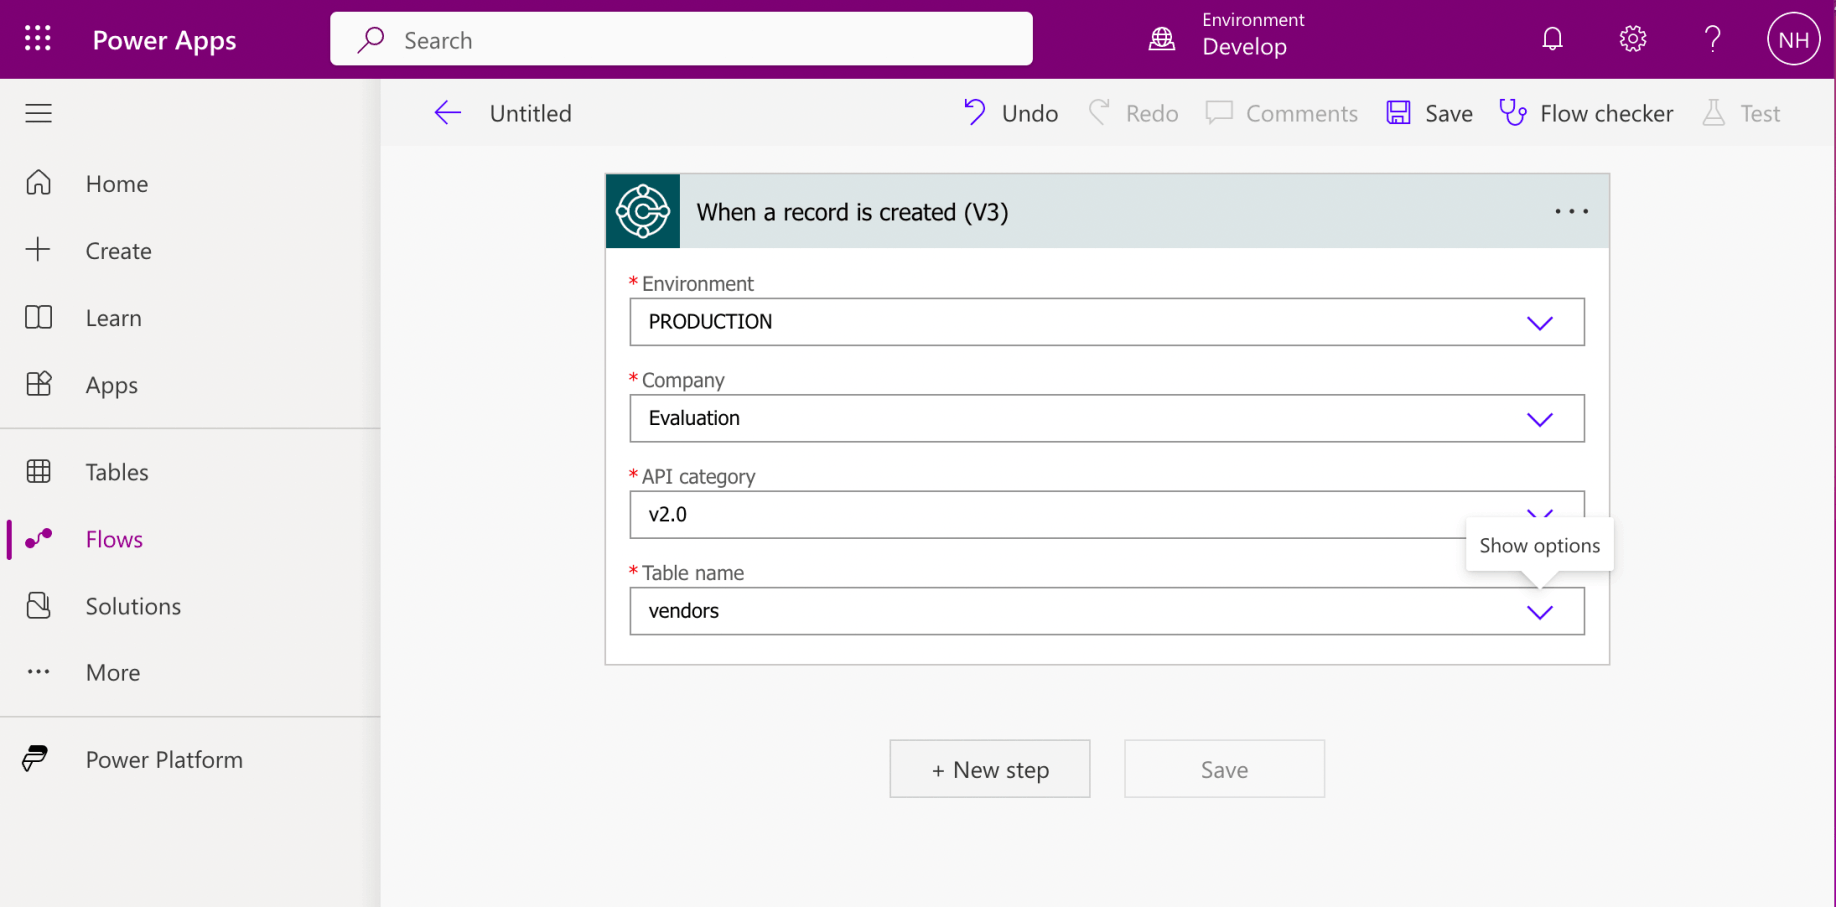 Power Apps
Search
Environment
Develop
NH
Untitled
Undo
Redo
Comments
Save
Flow checker
Test
Home
Create
Learn
Apps
Tables
Flows
Solutions
More
Power Platform
When a record is created (V3)
* Environment
PRODUCTION
* Company
Evaluation
* API category
v2.0
Show options
* Table name
vendors
+ New step
Save